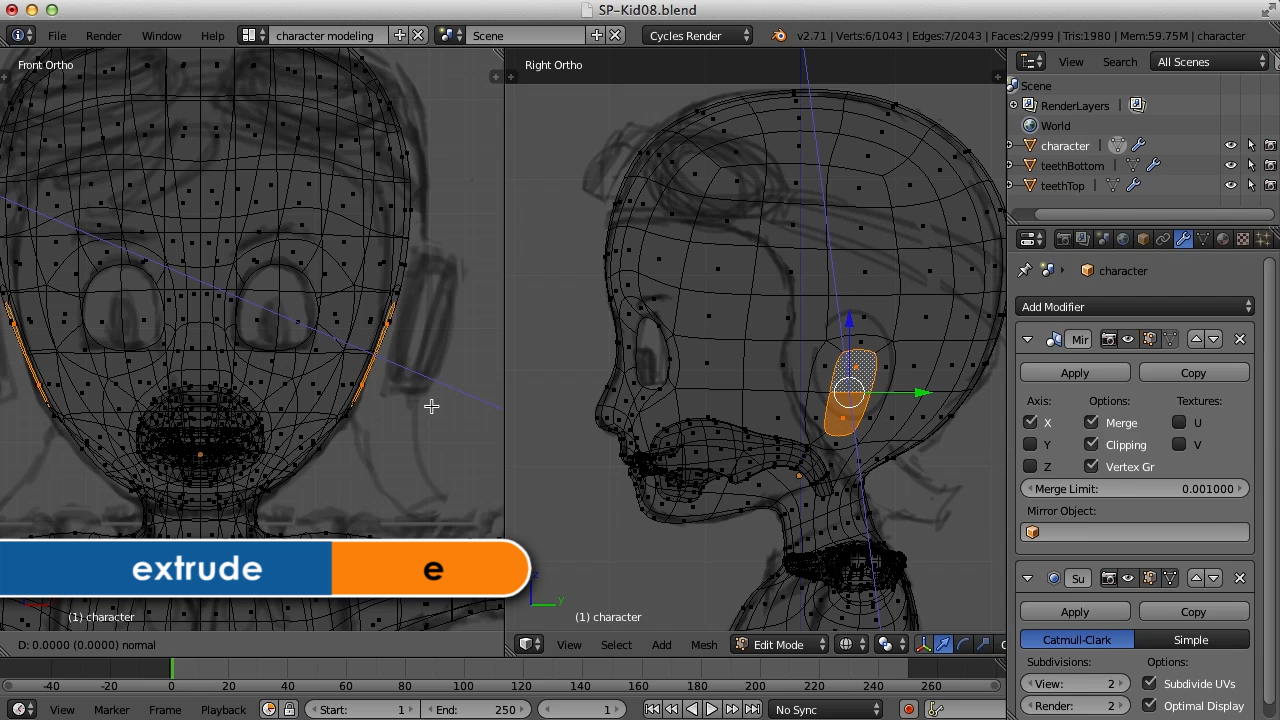 SP-Kid08.blend
File Render Window Help character modeling Scene Cycles Render v2.71 | Verts:6/1043 | Edges:7/2043 | Faces:2/999 | Tris:1980 | Mem:59.75M | character
Front Ortho
Right Ortho
View Search All Scenes
Scene
RenderLayers
World
character
teethBottom
teethTop
character
Add Modifier
Mir
Apply Copy
Axis: Options: Textures:
X Merge U
Y Clipping V
Z Vertex Gr
Merge Limit: 0.001000
Mirror Object:
Su
Apply Copy
Catmull-Clark Simple
Subdivisions: Options:
View: 2 Subdivide UVs
Render: 2 Optimal Display
extrude e
z
y
(1) character
(1) character
D: 0.0000 (0.0000) normal
View Select Add Mesh Edit Mode
-40 -20 0 20 40 60 80 100 120 140 160 180 200 220 240 260
View Marker Frame Playback Start: 1 End: 250 1 No Sync